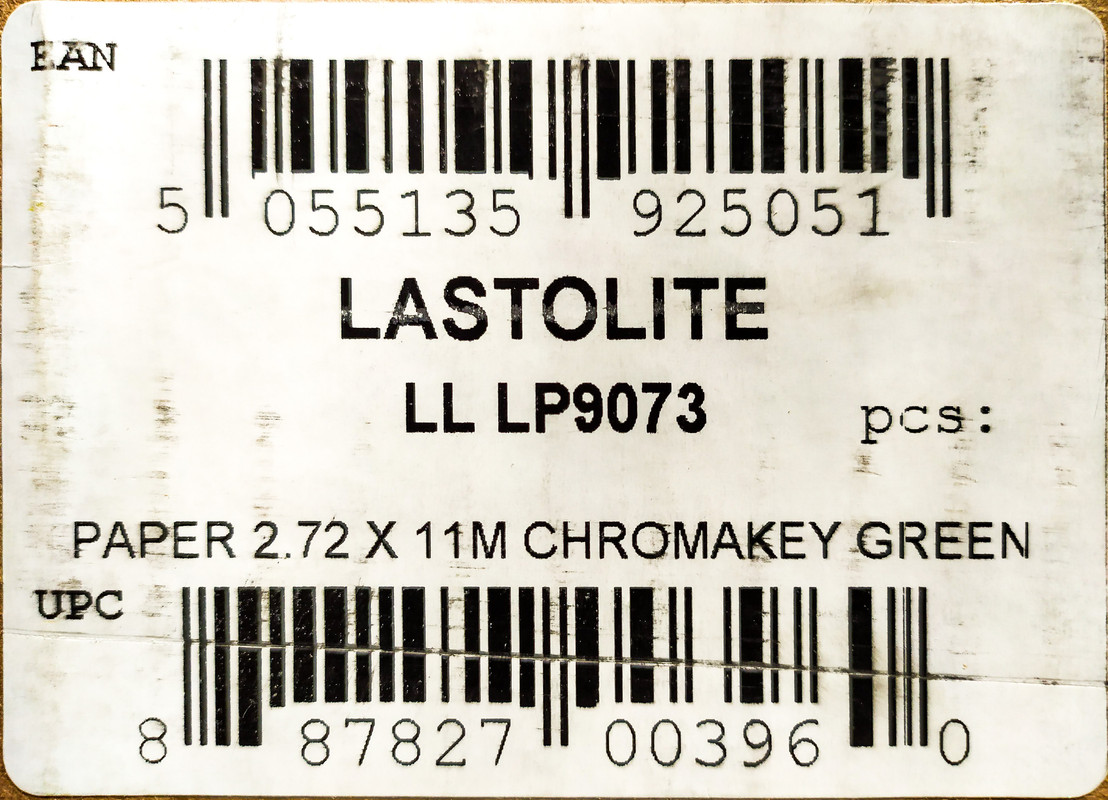 EAN
5 055135 925051
LASTOLITE
LL LP9073
pcs:
PAPER 2.72 X 11M CHROMAKEY GREEN
UPC
8 87827 00396 0